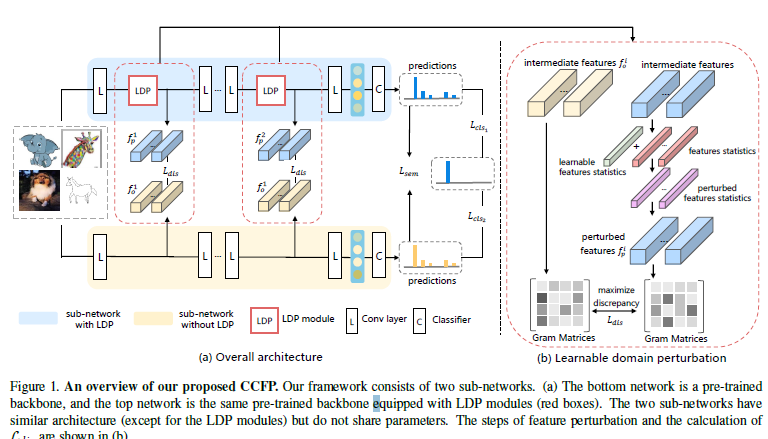 predictions
intermediate features f_o^i
intermediate features
L
LDP
L
...
L
LDP
L
C
f_p^1
f_p^2
L_cls1
L_dis
L_dis
L_sem
f_o^1
f_o^1
L_cls2
+
...
features statistics
learnable
features statistics
perturbed
features statistics
perturbed
features f_p^i
L
L
...
L
L
C
predictions
maximize
discrepancy
L_dis
Gram Matrices
Gram Matrices
sub-network
with LDP
sub-network
without LDP
LDP
LDP module
L
Conv layer
C
Classifier
(a) Overall architecture
(b) Learnable domain perturbation
Figure 1. An overview of our proposed CCFP. Our framework consists of two sub-networks. (a) The bottom network is a pre-trained
backbone, and the top network is the same pre-trained backbone equipped with LDP modules (red boxes). The two sub-networks have
similar architecture (except for the LDP modules) but do not share parameters. The steps of feature perturbation and the calculation of
are shown in (b).